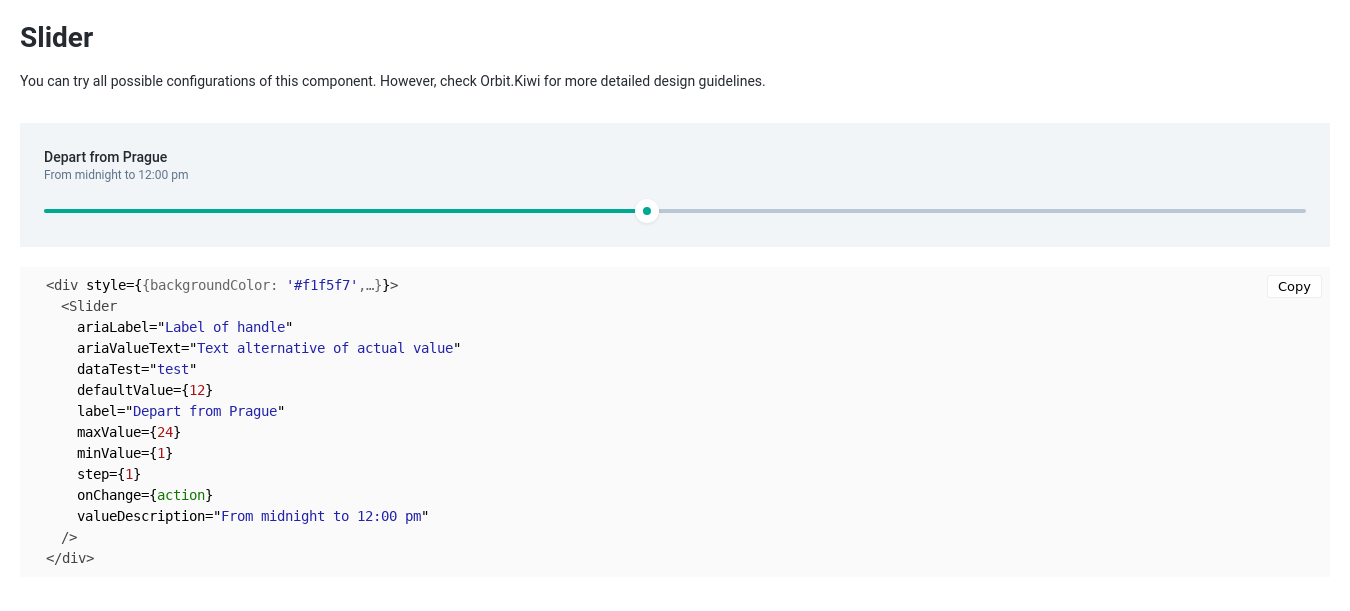 Slider
You can try all possible configurations of this component. However, check Orbit.Kiwi for more detailed design guidelines.
Depart from Prague
From midnight to 12:00 pm
<div style={{backgroundColor: '#f1f5f7',…}}>
Copy
<Slider
ariaLabel="Label of handle"
ariaValueText="Text alternative of actual value"
dataTest="test"
defaultValue={12}
label="Depart from Prague"
maxValue={24}
minValue={1}
step={1}
onChange={action}
valueDescription="From midnight to 12:00 pm"
/>
</div>